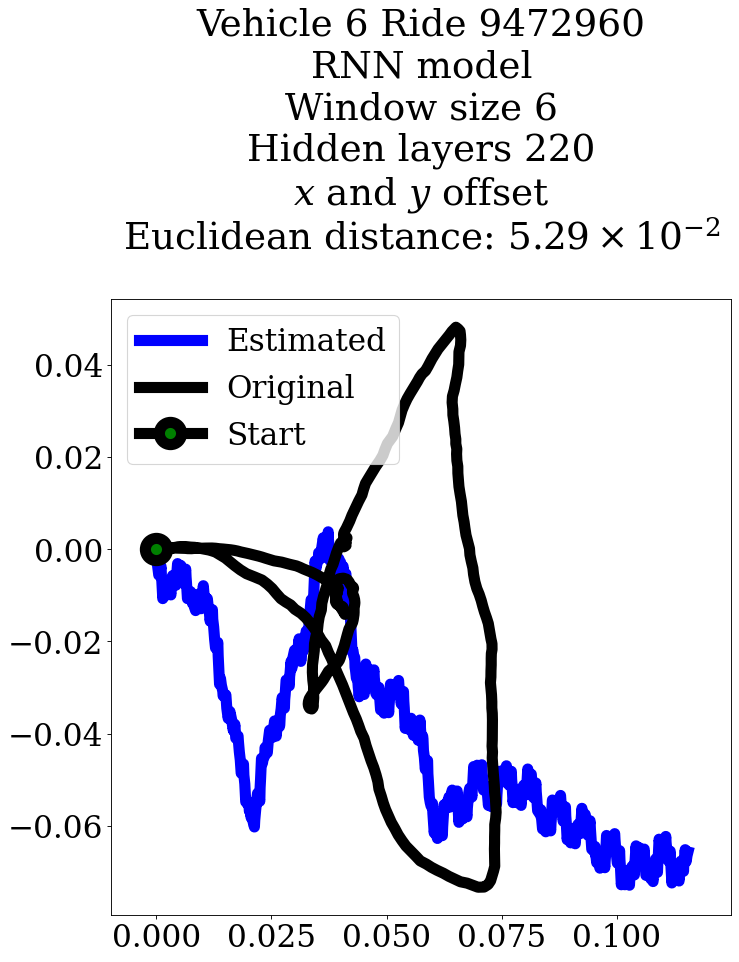 Vehicle 6 Ride 9472960
RNN model
Window size 6
Hidden layers 220
x and y offset
Euclidean distance: 5.29 × 10⁻²
Estimated
Original
Start
0.04
0.02
0.00
−0.02
−0.04
−0.06
0.000 0.025 0.050 0.075 0.100